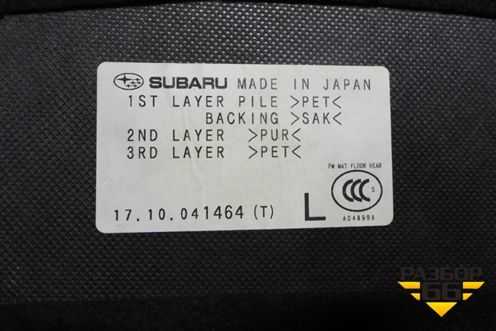 SUBARU MADE IN JAPAN
1ST LAYER PILE >PET<
BACKING >SAK<
2ND LAYER >PUR<
3RD LAYER >PET<
FW MAT FLOOR REAR
CCC S
A048998
17.10.041464 (T) L
РАЗБОР
66